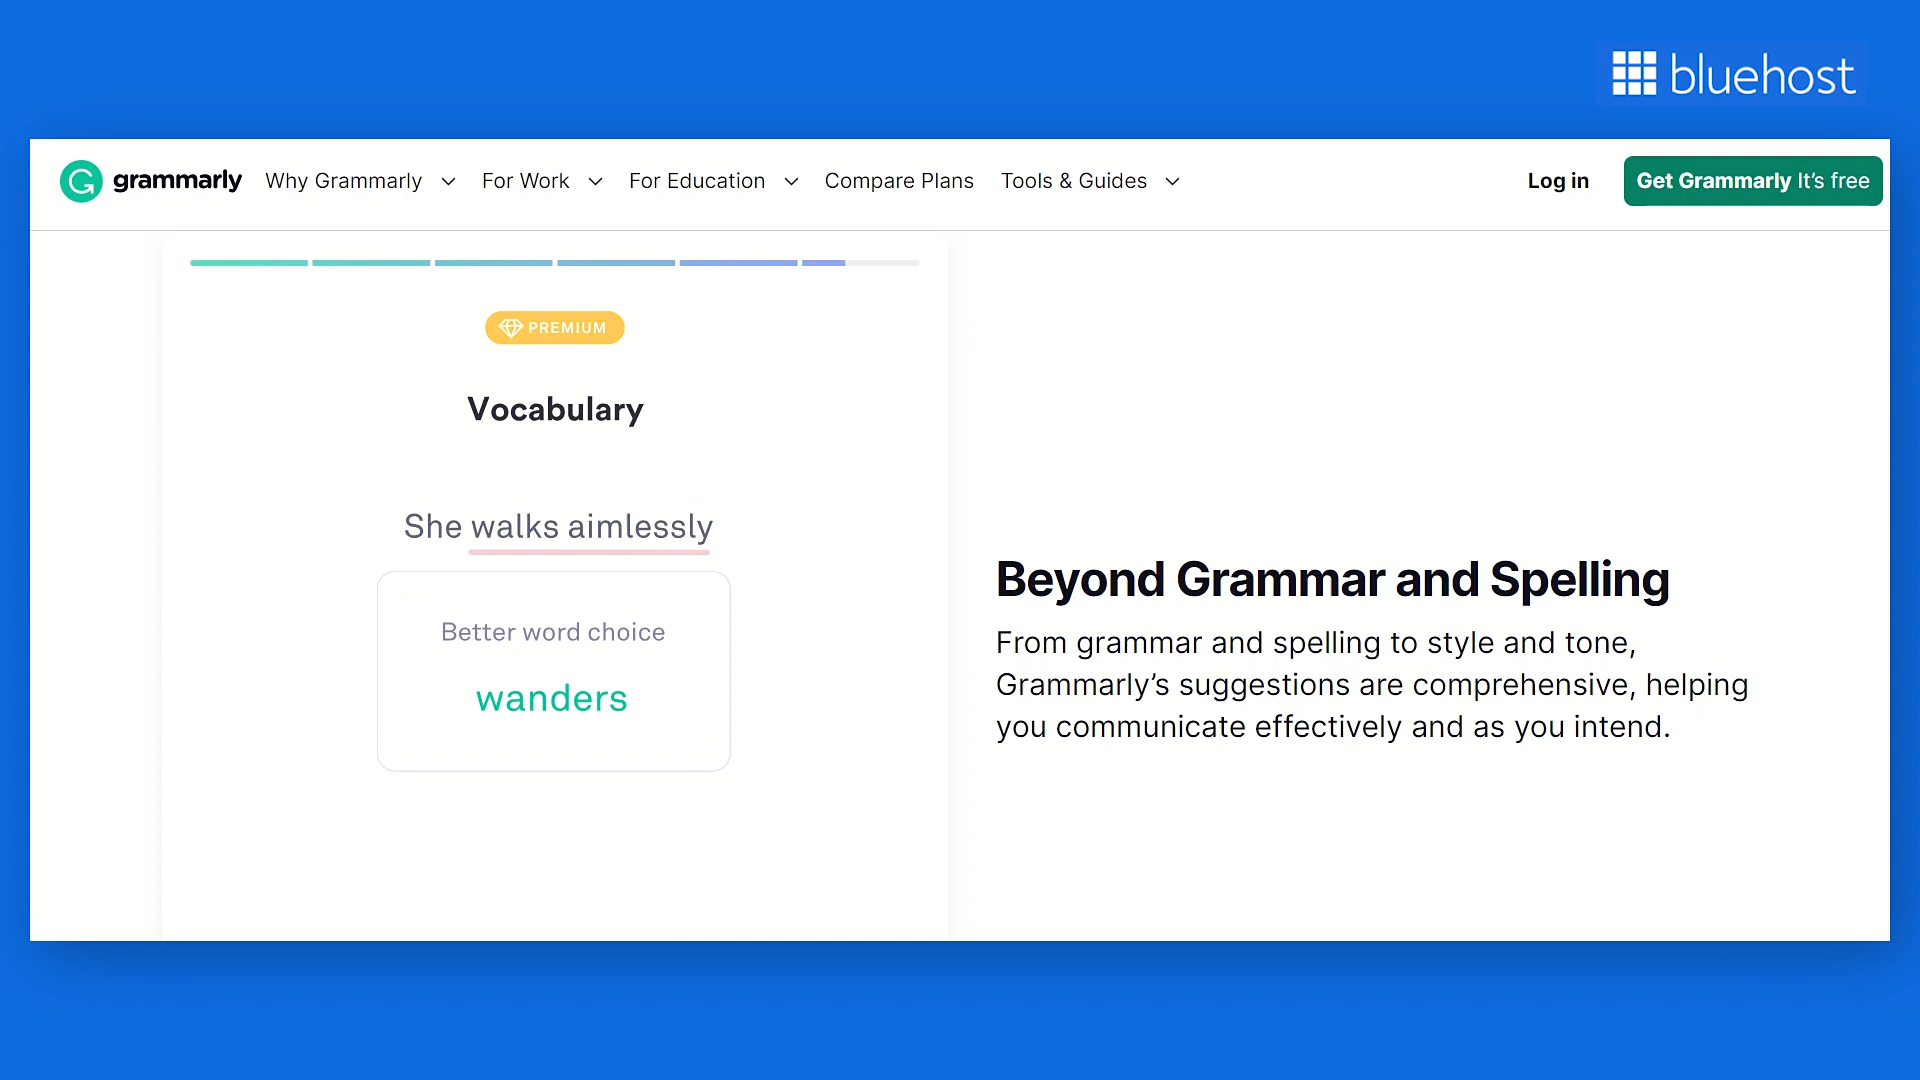 bluehost
grammarly Why Grammarly For Work For Education Compare Plans Tools & Guides Log in Get Grammarly It's free
PREMIUM
Vocabulary
She walks aimlessly
Better word choice
wanders
Beyond Grammar and Spelling
From grammar and spelling to style and tone,
Grammarly's suggestions are comprehensive, helping
you communicate effectively and as you intend.